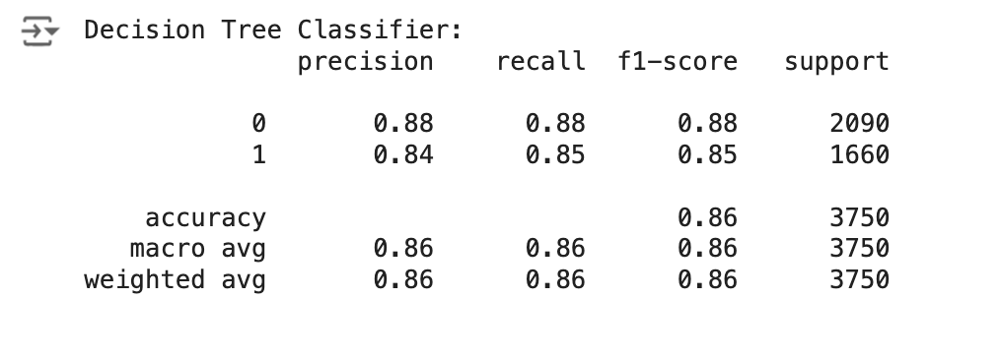 Decision Tree Classifier:
precision recall f1-score support
0 0.88 0.88 0.88 2090
1 0.84 0.85 0.85 1660
accuracy 0.86 3750
macro avg 0.86 0.86 0.86 3750
weighted avg 0.86 0.86 0.86 3750